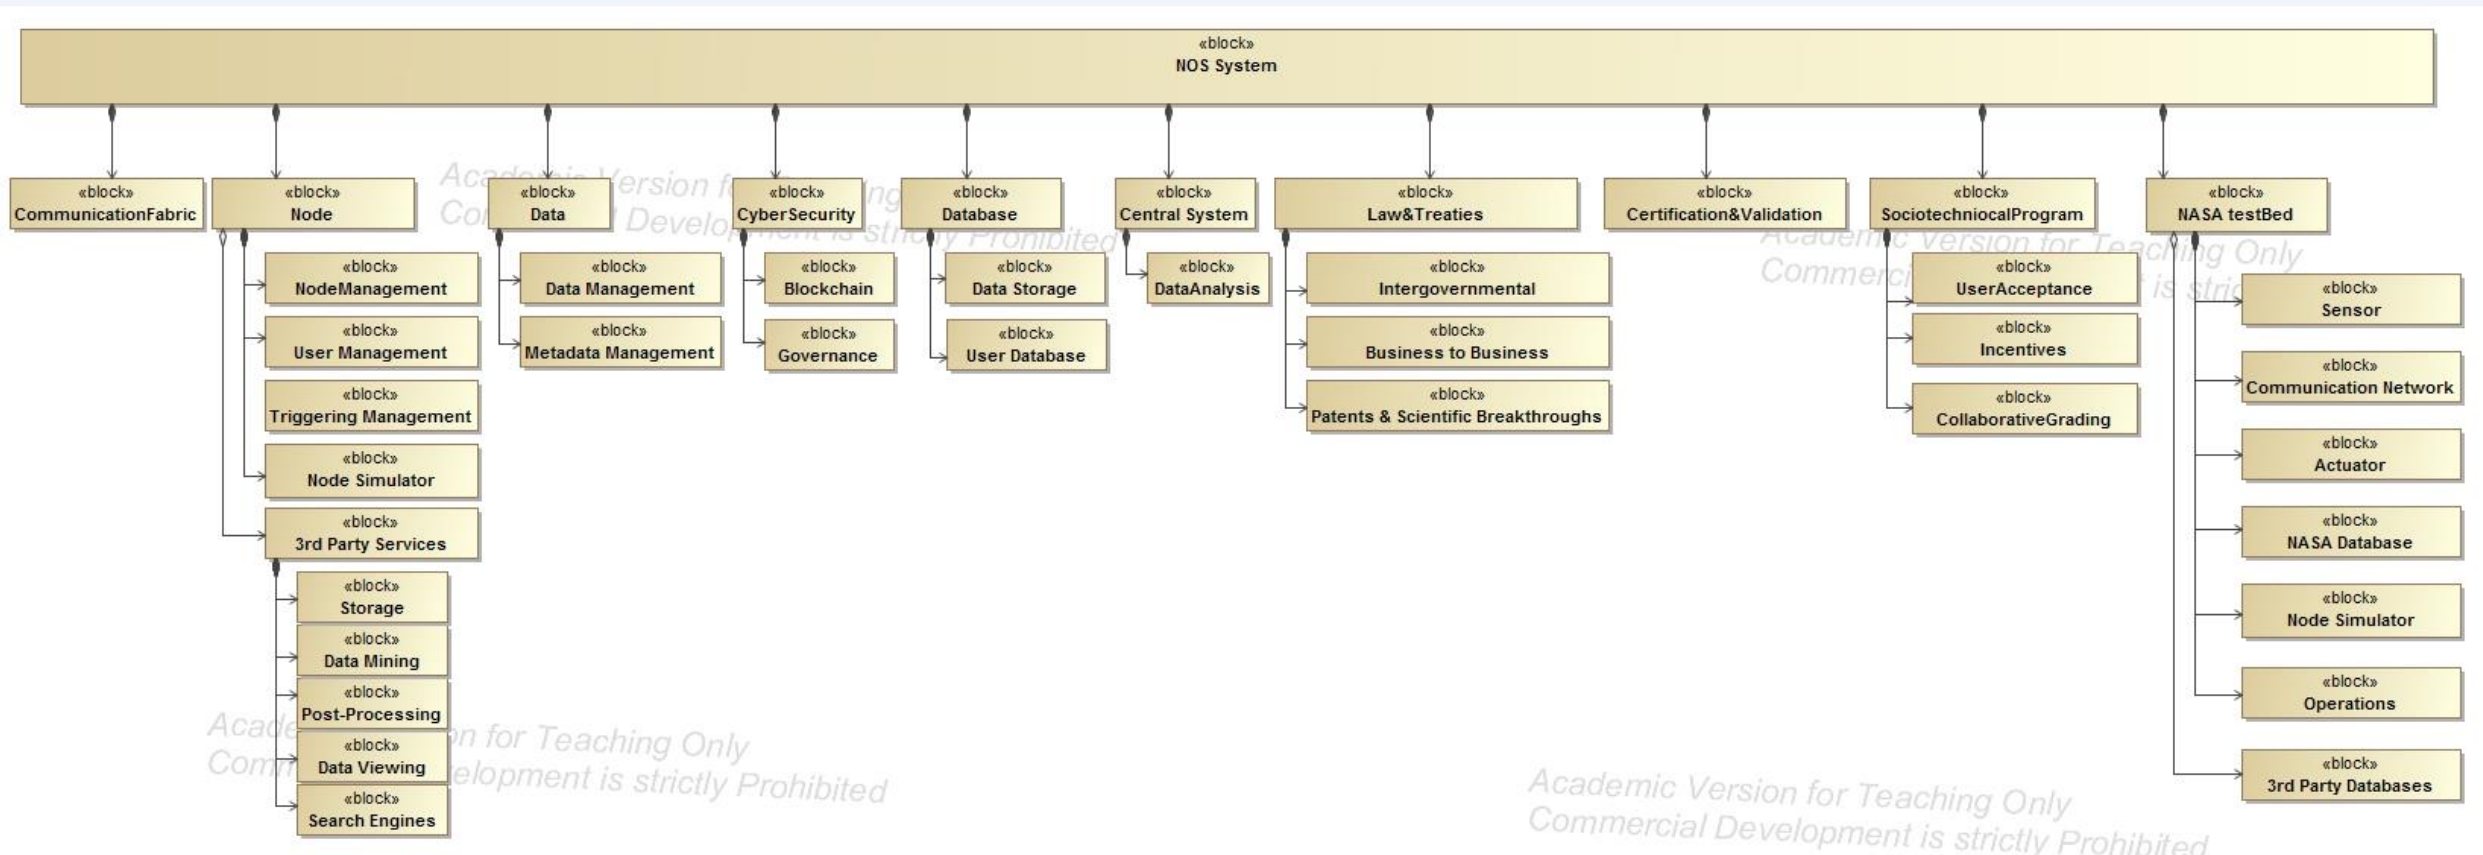 «block»
NOS System
«block»
CommunicationFabric
«block»
Node
«block»
Data
«block»
CyberSecurity
«block»
Database
«block»
Central System
«block»
Law&Treaties
«block»
Certification&Validation
«block»
SociotechniocalProgram
«block»
NASA testBed
«block»
NodeManagement
«block»
User Management
«block»
Triggering Management
«block»
Node Simulator
«block»
3rd Party Services
«block»
Storage
«block»
Data Mining
«block»
Post-Processing
«block»
Data Viewing
«block»
Search Engines
«block»
Data Management
«block»
Metadata Management
«block»
Blockchain
«block»
Governance
«block»
Data Storage
«block»
User Database
«block»
DataAnalysis
«block»
Intergovernmental
«block»
Business to Business
«block»
Patents & Scientific Breakthroughs
«block»
UserAcceptance
«block»
Incentives
«block»
CollaborativeGrading
«block»
Sensor
«block»
Communication Network
«block»
Actuator
«block»
NASA Database
«block»
Node Simulator
«block»
Operations
«block»
3rd Party Databases
Academic Version for Teaching Only
Commercial Development is strictly Prohibited